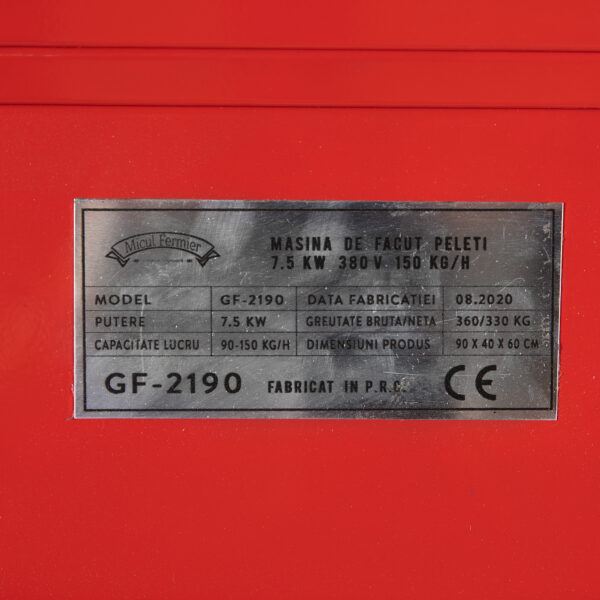 Micul Fermier
MASINA DE FACUT PELETI
7.5 KW 380 V 150 KG/H
MODEL GF-2190 DATA FABRICATIEI 08.2020
PUTERE 7.5 KW GREUTATE BRUTA/NETA 360/330 KG
CAPACITATE LUCRU 90-150 KG/H DIMENSIUNI PRODUS 90 X 40 X 60 CM
GF-2190 FABRICAT IN P.R.C. CE